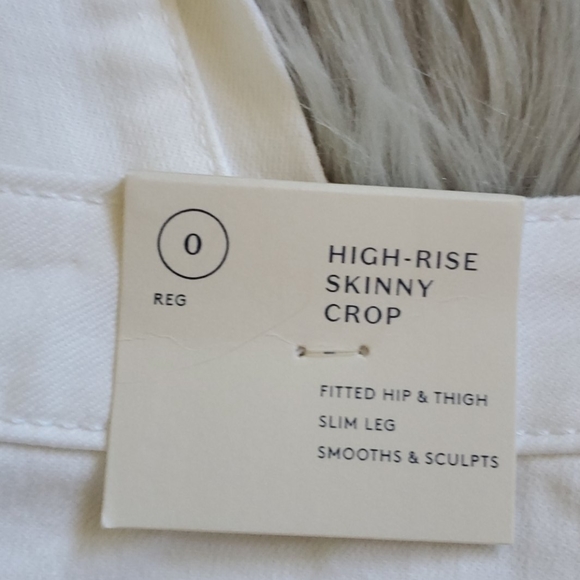 0
REG
HIGH-RISE
SKINNY
CROP
FITTED HIP & THIGH
SLIM LEG
SMOOTHS & SCULPTS